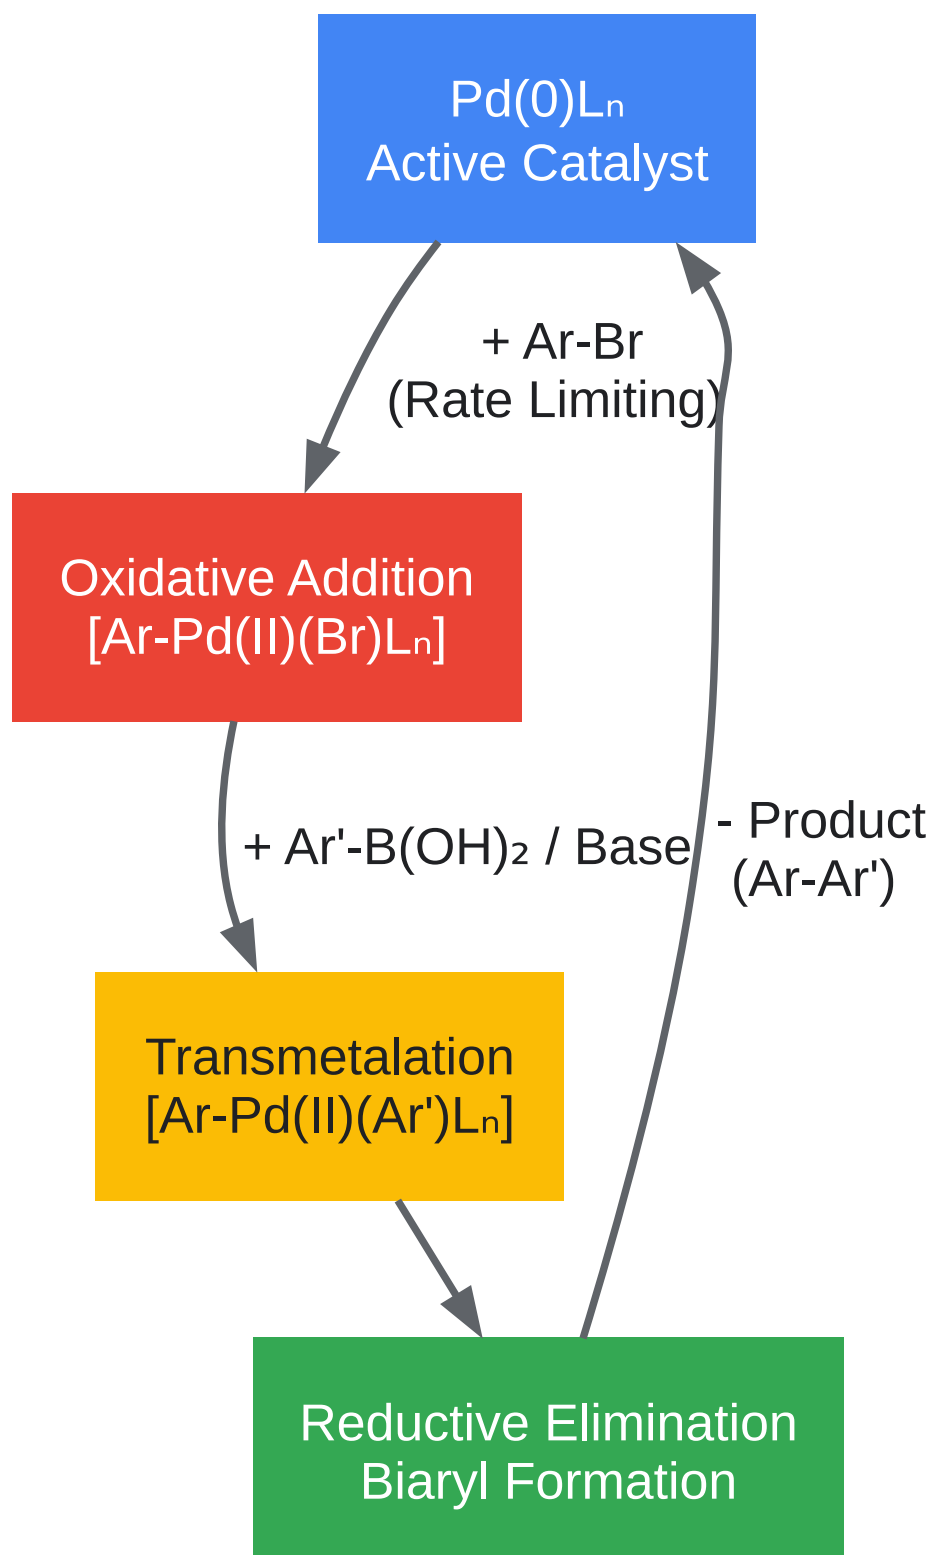 Pd(0)Lₙ
Active Catalyst
+ Ar-Br
(Rate Limiting)
Oxidative Addition
[Ar-Pd(II)(Br)Lₙ]
+ Ar'-B(OH)₂ / Base
- Product
(Ar-Ar')
Transmetalation
[Ar-Pd(II)(Ar')Lₙ]
Reductive Elimination
Biaryl Formation